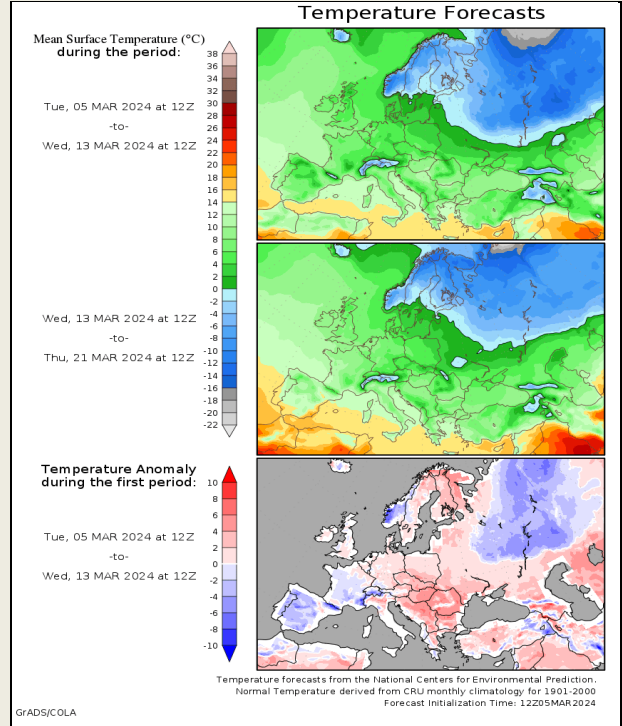 Temperature Forecasts
Mean Surface Temperature (°C)
during the period:
Tue, 05 MAR 2024 at 12Z
-to-
Wed, 13 MAR 2024 at 12Z
38
36
34
32
30
28
26
24
22
20
18
16
14
12
10
8
6
4
2
0
-2
-4
-6
-8
-10
-12
-14
-16
-18
-20
-22
Wed, 13 MAR 2024 at 12Z
-to-
Thu, 21 MAR 2024 at 12Z
Temperature Anomaly
during the first period:
Tue, 05 MAR 2024 at 12Z
-to-
Wed, 13 MAR 2024 at 12Z
10
8
6
4
2
0
-2
-4
-6
-8
-10
Temperature forecasts from the National Centers for Environmental Prediction.
Normal Temperature derived from CRU monthly climatology for 1901-2000
Forecast Initialization Time: 12Z05MAR2024
GrADS/COLA